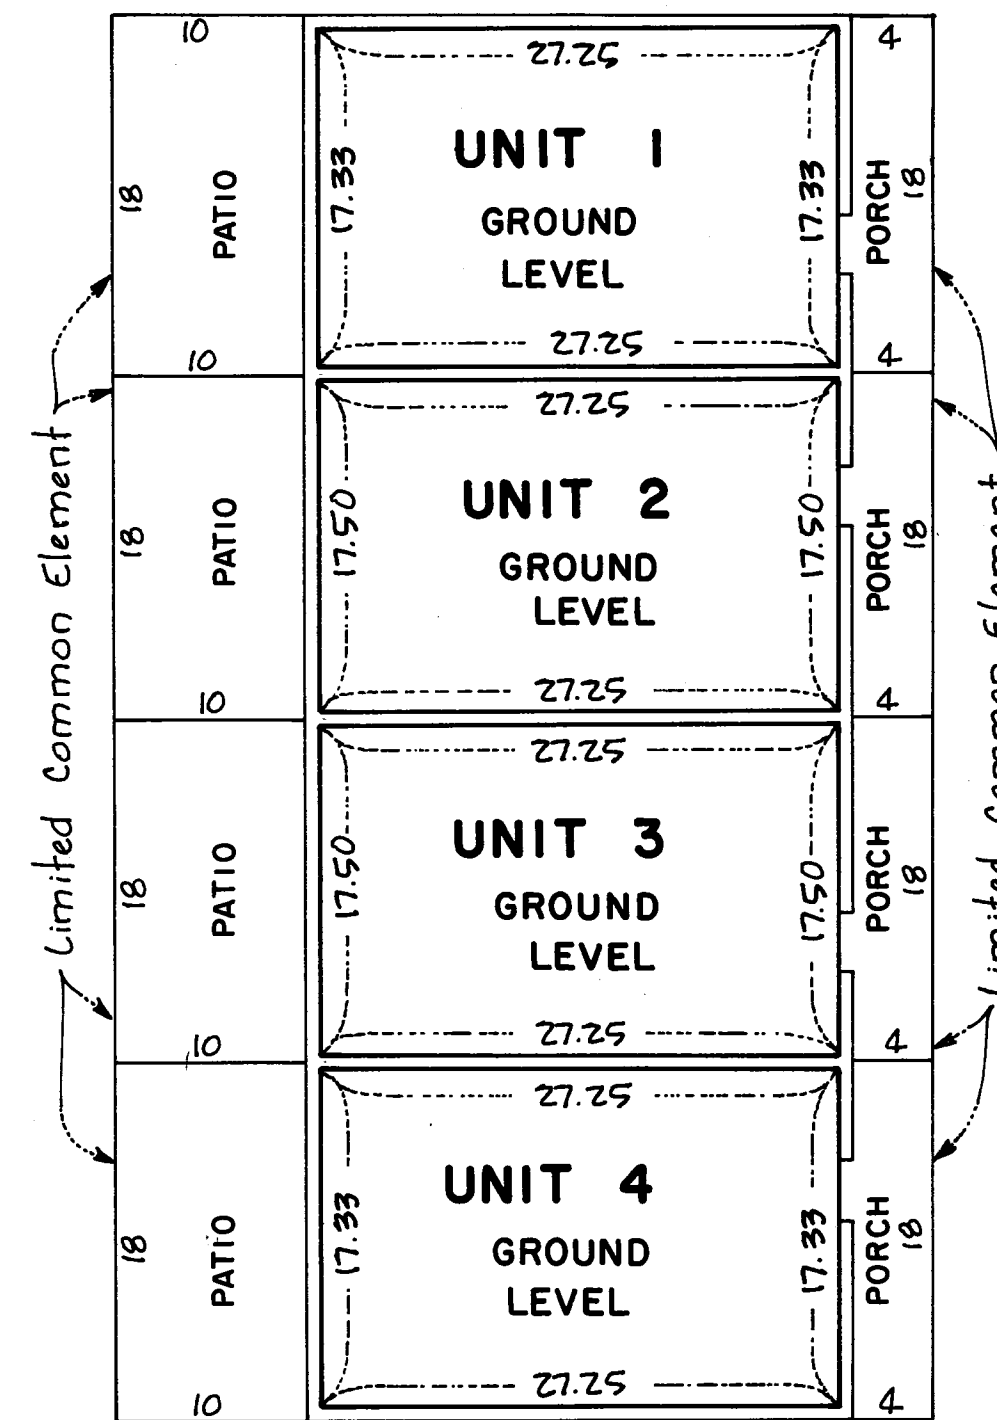 10
27.25
4
UNIT 1
GROUND
LEVEL
17.33
17.33
18
PATIO
PORCH
18
27.25
10
4
27.25
UNIT 2
GROUND
LEVEL
17.50
17.50
18
PATIO
PORCH
18
27.25
10
4
Limited Common Element
Limited Common Element
27.25
UNIT 3
GROUND
LEVEL
17.50
17.50
18
PATIO
PORCH
18
27.25
10
4
27.25
UNIT 4
GROUND
LEVEL
17.33
17.33
18
PATIO
PORCH
18
27.25
10
4